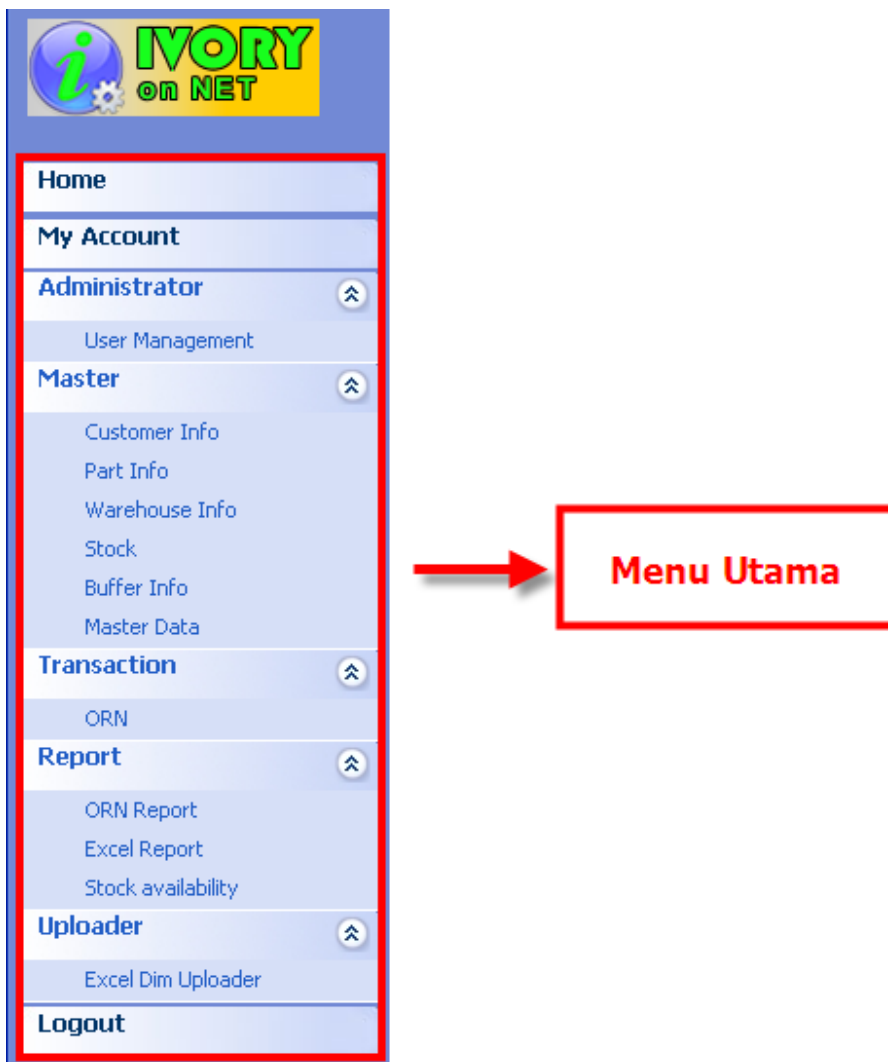 IVORY
on NET
Home
My Account
Administrator
User Management
Master
Customer Info
Part Info
Warehouse Info
Stock
Buffer Info
Master Data
Transaction
ORN
Report
ORN Report
Excel Report
Stock availability
Uploader
Excel Dim Uploader
Logout
Menu Utama